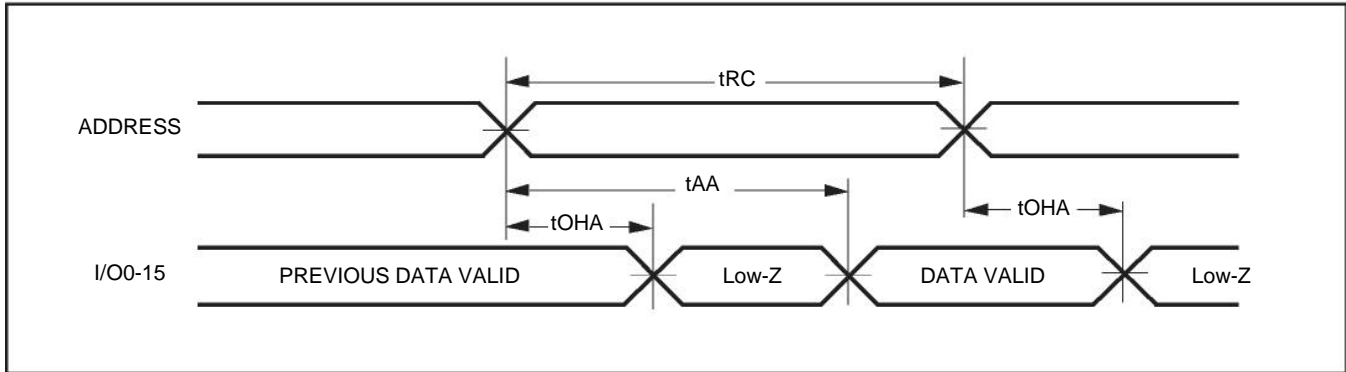 tRC
ADDRESS
tAA
tOHA
tOHA
I/O0-15
PREVIOUS DATA VALID
Low-Z
DATA VALID
Low-Z